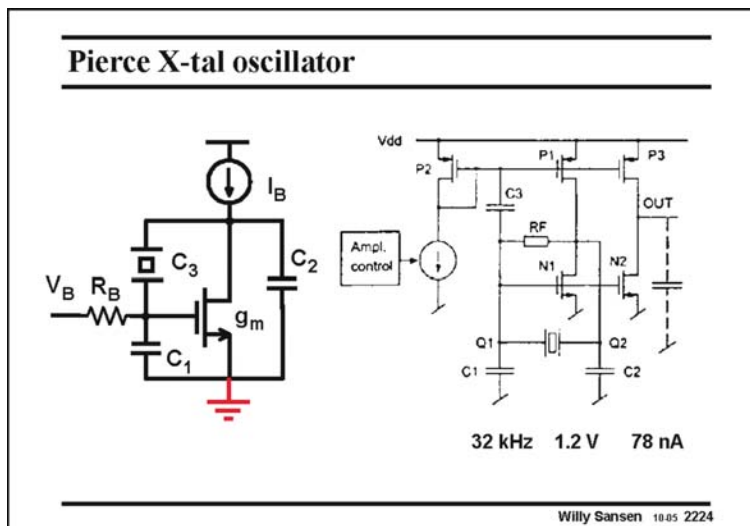 Pierce X-tal oscillator
I_B
C_3
C_2
V_B
R_B
g_m
C_1
Vdd
P2
P1
P3
C3
OUT
RF
Ampl.
control
N1
N2
Q1
Q2
C1
C2
32 kHz 1.2 V 78 nA
Willy Sansen 10-05 2224